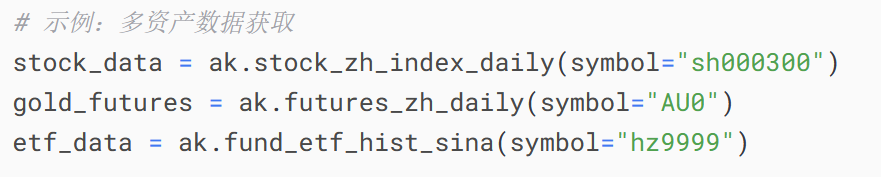 # 示例：多资产数据获取
stock_data = ak.stock_zh_index_daily(symbol="sh000300")
gold_futures = ak.futures_zh_daily(symbol="AU0")
etf_data = ak.fund_etf_hist_sina(symbol="hz9999")